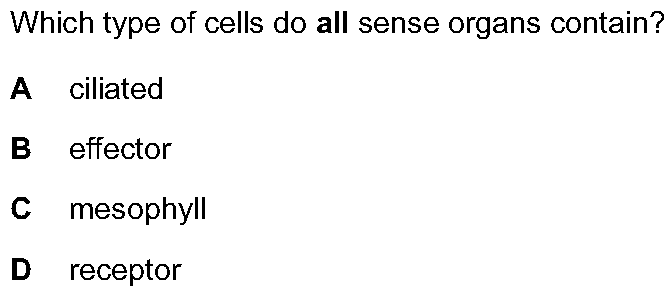 Which type of cells do all sense organs contain?
A ciliated
B effector
C mesophyll
D receptor